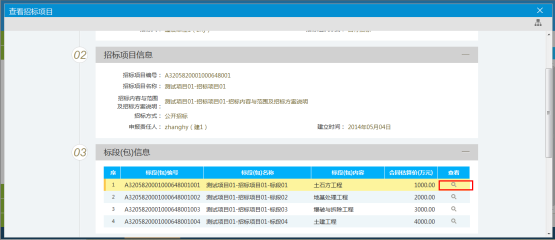 查看招标项目
02 招标项目信息
招标项目编号： A3205820001000648001
招标项目名称： 测试项目01-招标项目01
招标内容与范围及招标方案说明： 测试项目01-招标项目01-招标内容与范围及招标方案说明
招标方式： 公开招标
申报责任人： zhanghy（建1） 建立时间： 2014年05月04日
03 标段(包)信息
序 标段(包)编号 标段(包)名称 标段(包)内容 合同估算价(万元) 查看
1 A3205820001000648001001 测试项目01-招标项目01-标段01 土石方工程 1000.00
2 A3205820001000648001002 测试项目01-招标项目01-标段02 地基处理工程 2000.00
3 A3205820001000648001003 测试项目01-招标项目01-标段03 爆破与拆除工程 3000.00
4 A3205820001000648001004 测试项目01-招标项目01-标段04 土建工程 4000.00